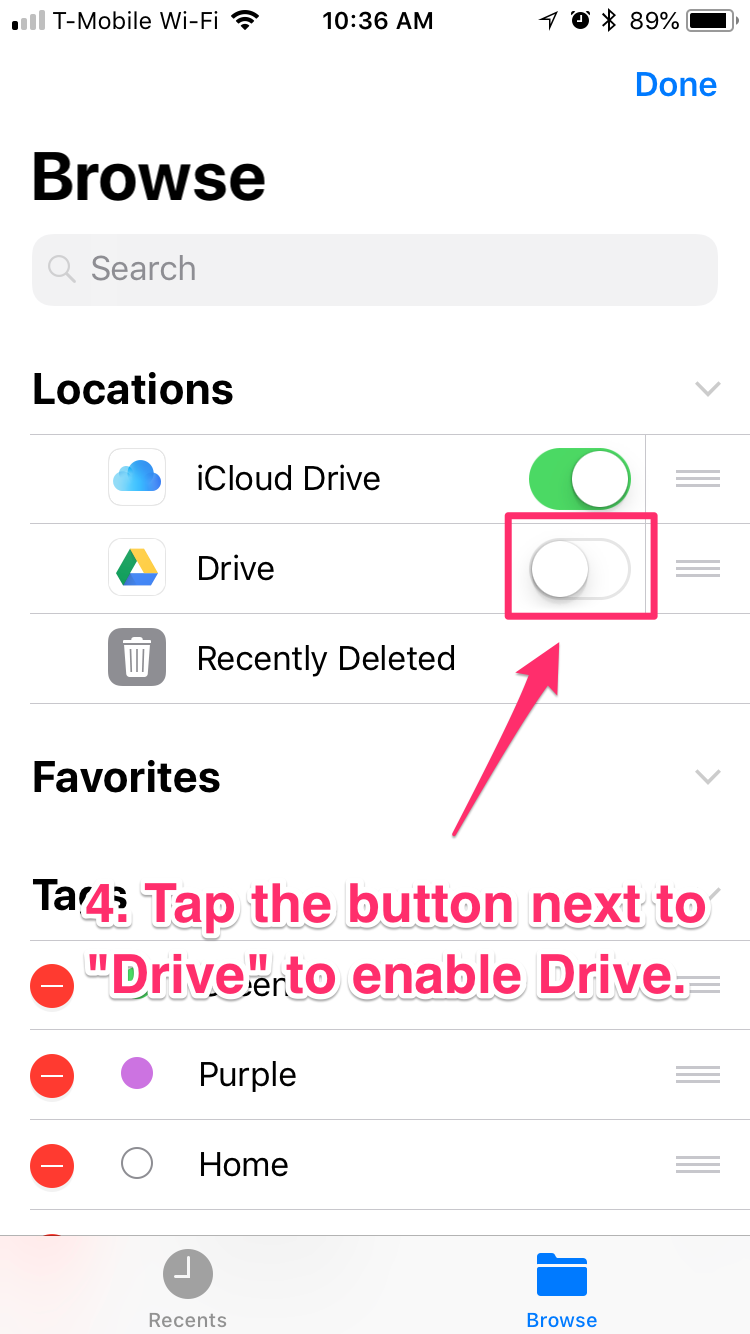 T-Mobile Wi-Fi 10:36 AM 89%
Done
Browse
Search
Locations
iCloud Drive
Drive
Recently Deleted
Favorites
Tags
4. Tap the button next to
"Drive" to enable Drive.
Purple
Home
Recents
Browse